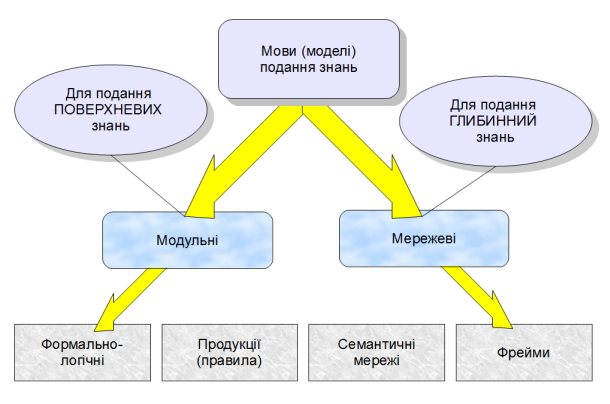 Мови (моделі)
подання знань
Для подання
ПОВЕРХНЕВИХ
знань
Для подання
ГЛИБИННИЙ
знань
Модульні
Мережеві
Формально-
логічні
Продукції
(правила)
Семантичні
мережі
Фрейми